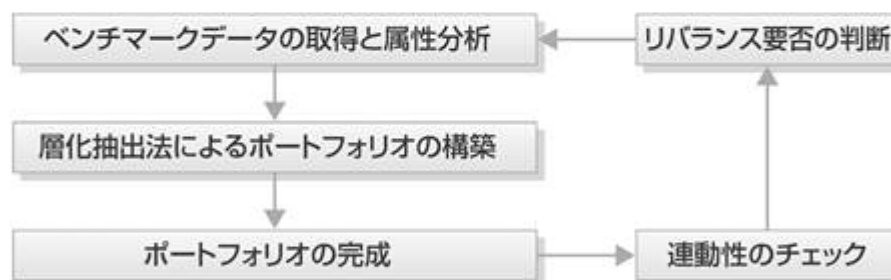 ベンチマークデータの取得と属性分析
リバランス要否の判断
層化抽出法によるポートフォリオの構築
ポートフォリオの完成
連動性のチェック